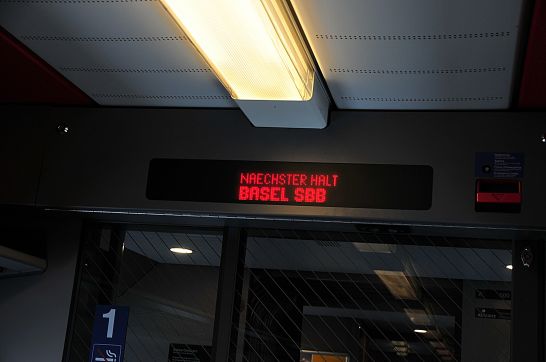 NAECHSTER HALT
BASEL SBB
1